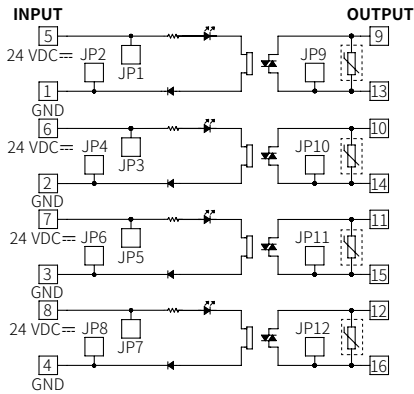 INPUT OUTPUT
5 9
24 VDC⎓ JP2 JP1 JP9
1 13
GND
6 10
24 VDC⎓ JP4 JP3 JP10
2 14
GND
7 11
24 VDC⎓ JP6 JP5 JP11
3 15
GND
8 12
24 VDC⎓ JP8 JP7 JP12
4 16
GND